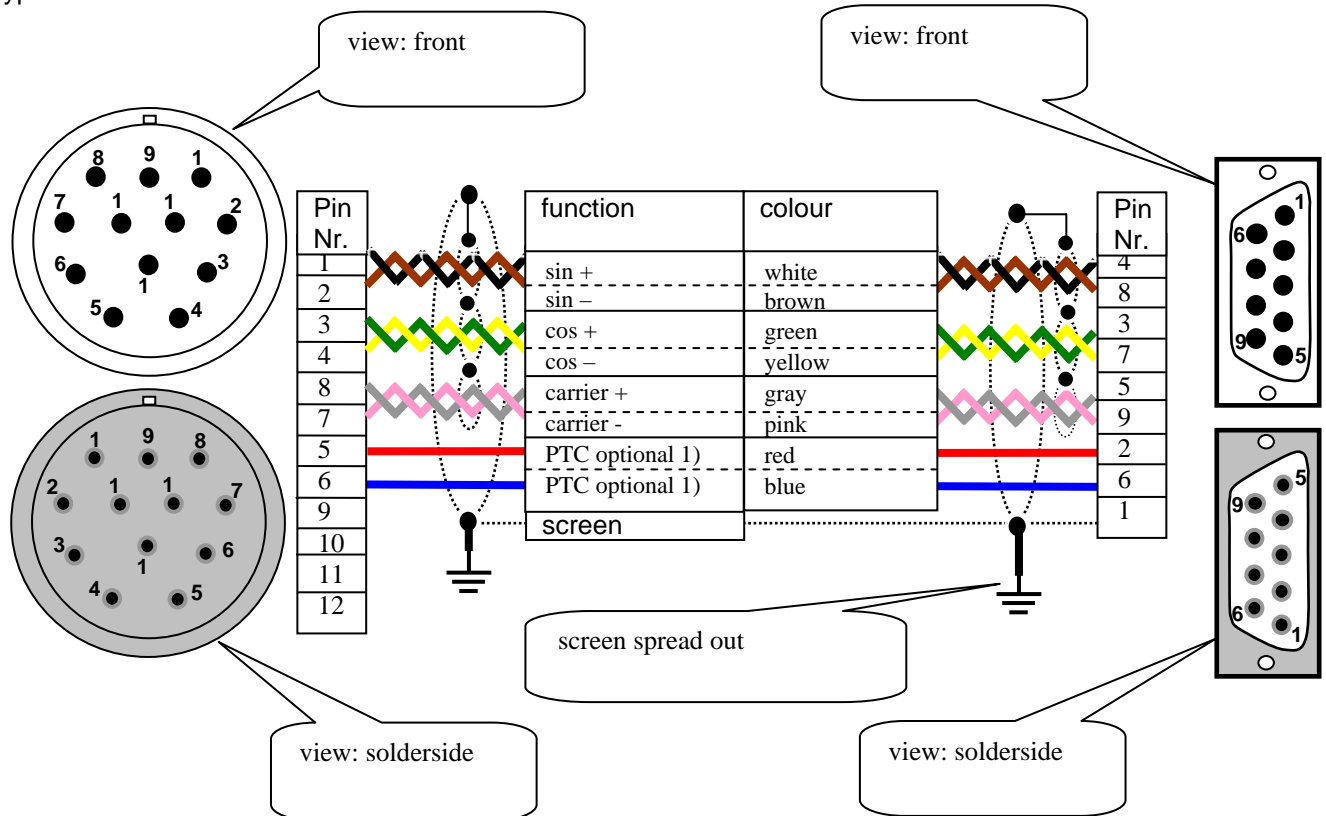 view: front
view: front
8 9 1
7 1 1 2
6 1 3
5 4
1
6
9 5
Pin function colour Pin
Nr. Nr.
1 sin + white 4
2 sin – brown 8
3 cos + green 3
4 cos – yellow 7
8 carrier + gray 5
7 carrier - pink 9
5 PTC optional 1) red 2
6 PTC optional 1) blue 6
9 screen 1
10
11
12
1 9 8
2 1 1 7
3 1 6
4 5
5
9
6 1
screen spread out
view: solderside
view: solderside